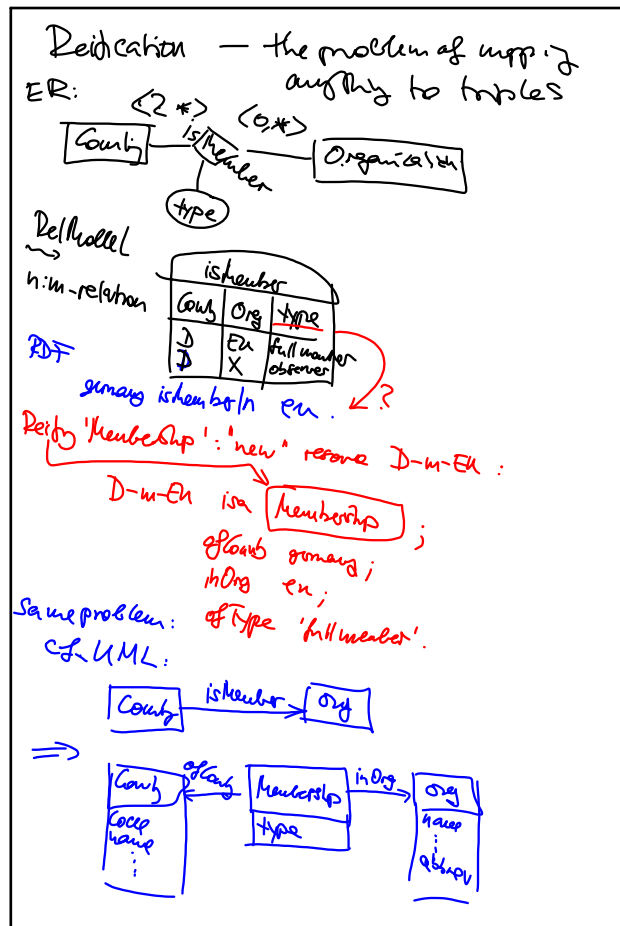 Reification — the problem of mapping
anything to triples
ER:
<2,*> <0,*>
Country isMember Organization
type
RelModel
n:m-relation
isMember
Country Org type
D EU full member
D X observer
RDF
germany isMemberIn eu .
?
Reify 'Membership': "new" resource D-m-EU :
D-m-EU isa Membership ;
ofCountry germany;
inOrg eu;
ofType 'full member'.
Same problem:
cf. UML:
Country isMember Org
⇒
Country ofCountry Membership inOrg Org
code type name
name ⋮
⋮ abbrev